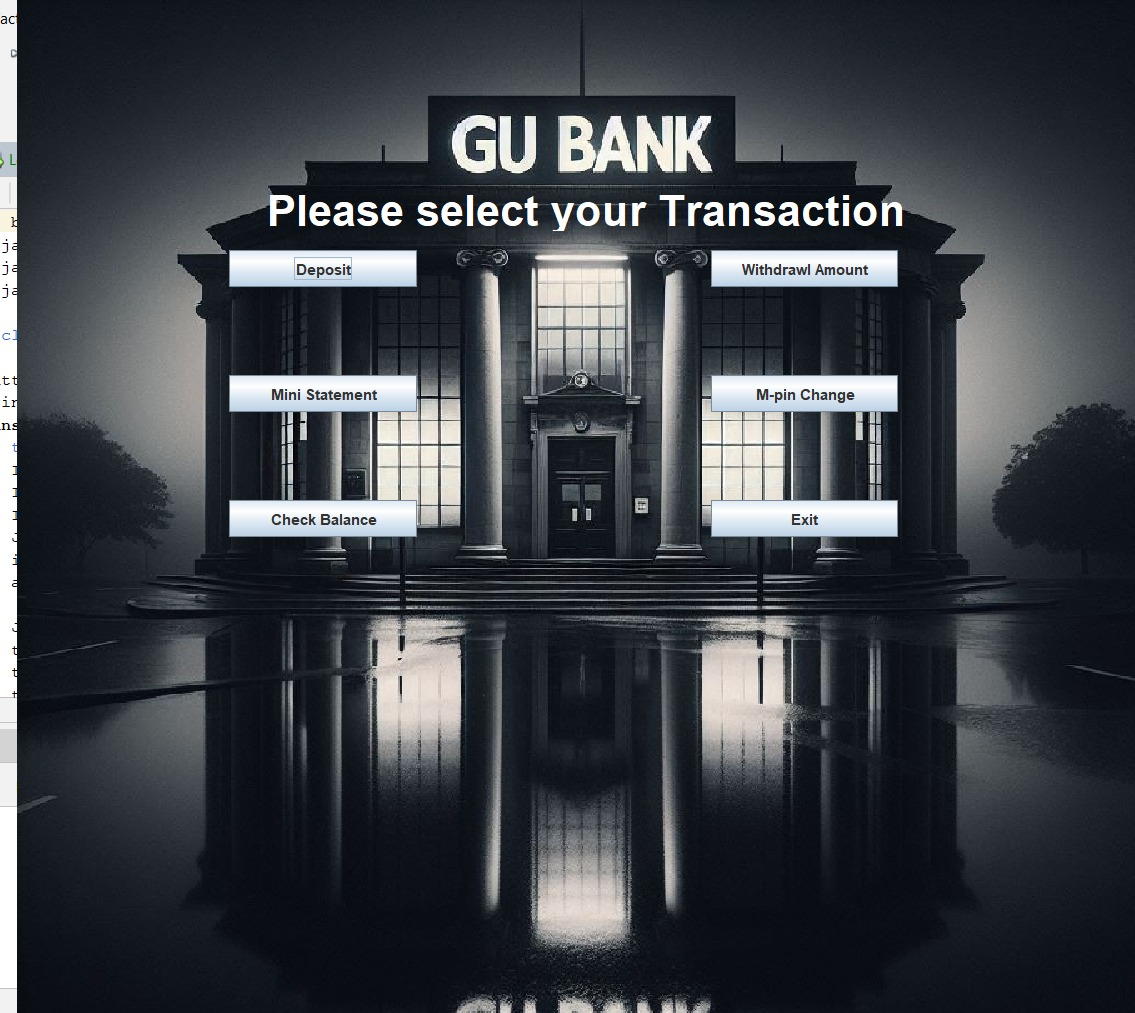 GU BANK
Please select your Transaction
Deposit
Withdrawl Amount
Mini Statement
M-pin Change
Check Balance
Exit